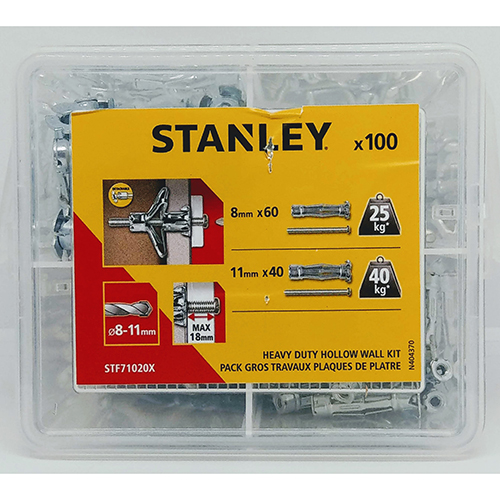 STANLEY
x100
8mm x60
25
kg*
11mm x40
40
kg*
Ø8-11mm
MAX
18mm
STF71020X
HEAVY DUTY HOLLOW WALL KIT
PACK GROS TRAVAUX PLAQUES DE PLATRE
N404370